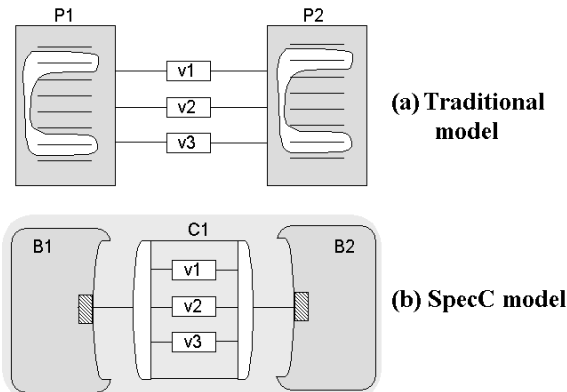 P1 P2
v1
v2
v3
(a) Traditional
model
C1
B1 B2
v1
v2
v3
(b) SpecC model